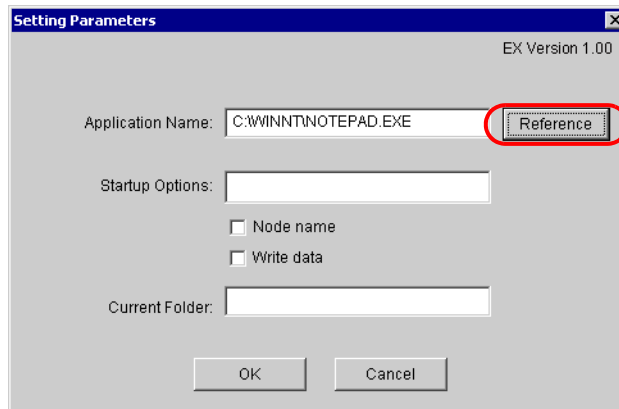 Setting Parameters
EX Version 1.00
Application Name: C:\WINNT\NOTEPAD.EXE Reference
Startup Options:
Node name
Write data
Current Folder:
OK Cancel